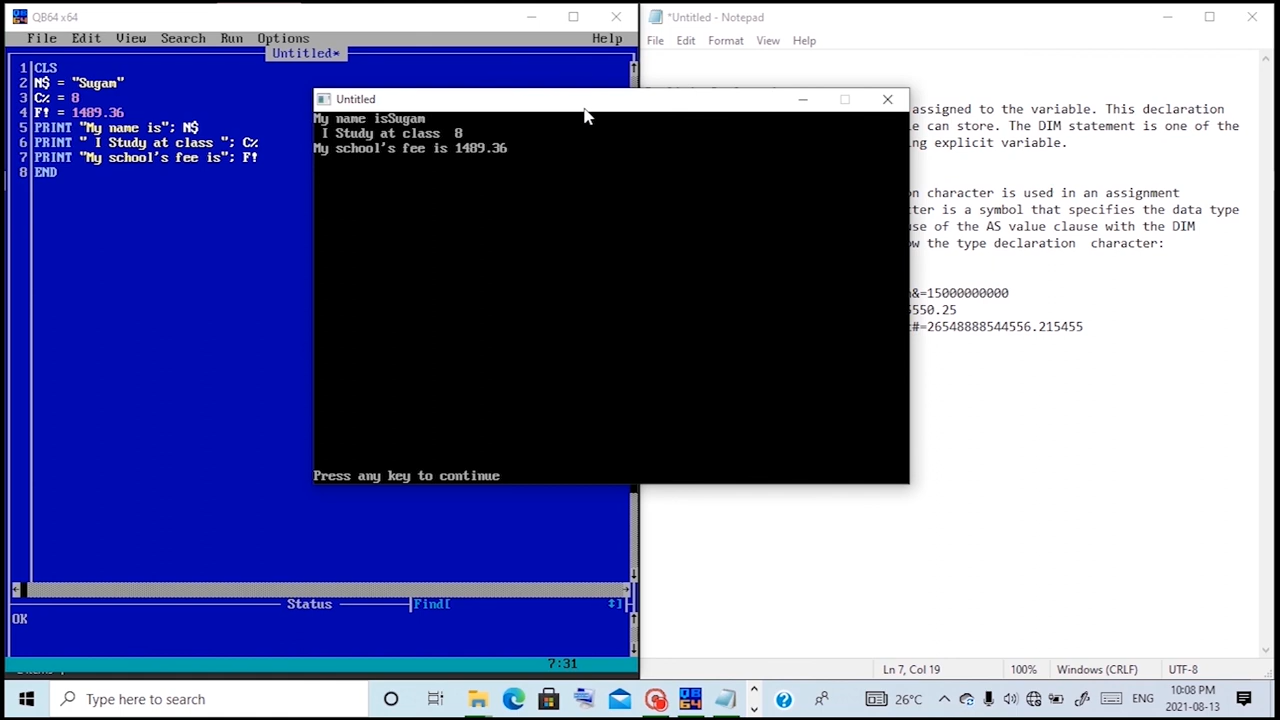 QB64 x64
File Edit View Search Run Options Help
Untitled*
1 CLS
2 N$ = "Sugam"
3 C% = 8
4 F! = 1489.36
5 PRINT "My name is"; N$
6 PRINT " I Study at class "; C%
7 PRINT "My school's fee is"; F!
8 END
Status Find[
OK
7:31
Untitled
My name isSugam
I Study at class 8
My school's fee is 1489.36
Press any key to continue
*Untitled - Notepad
File Edit Format View Help
assigned to the variable. This declaration
can store. The DIM statement is one of the
explicit variable.
character is used in an assignment
is a symbol that specifies the data type
use of the AS value clause with the DIM
the type declaration character:
&=15000000000
550.25
#=26548888544556.215455
Ln 7, Col 19 100% Windows (CRLF) UTF-8
Type here to search
QB64
26°C
ENG
10:08 PM
2021-08-13